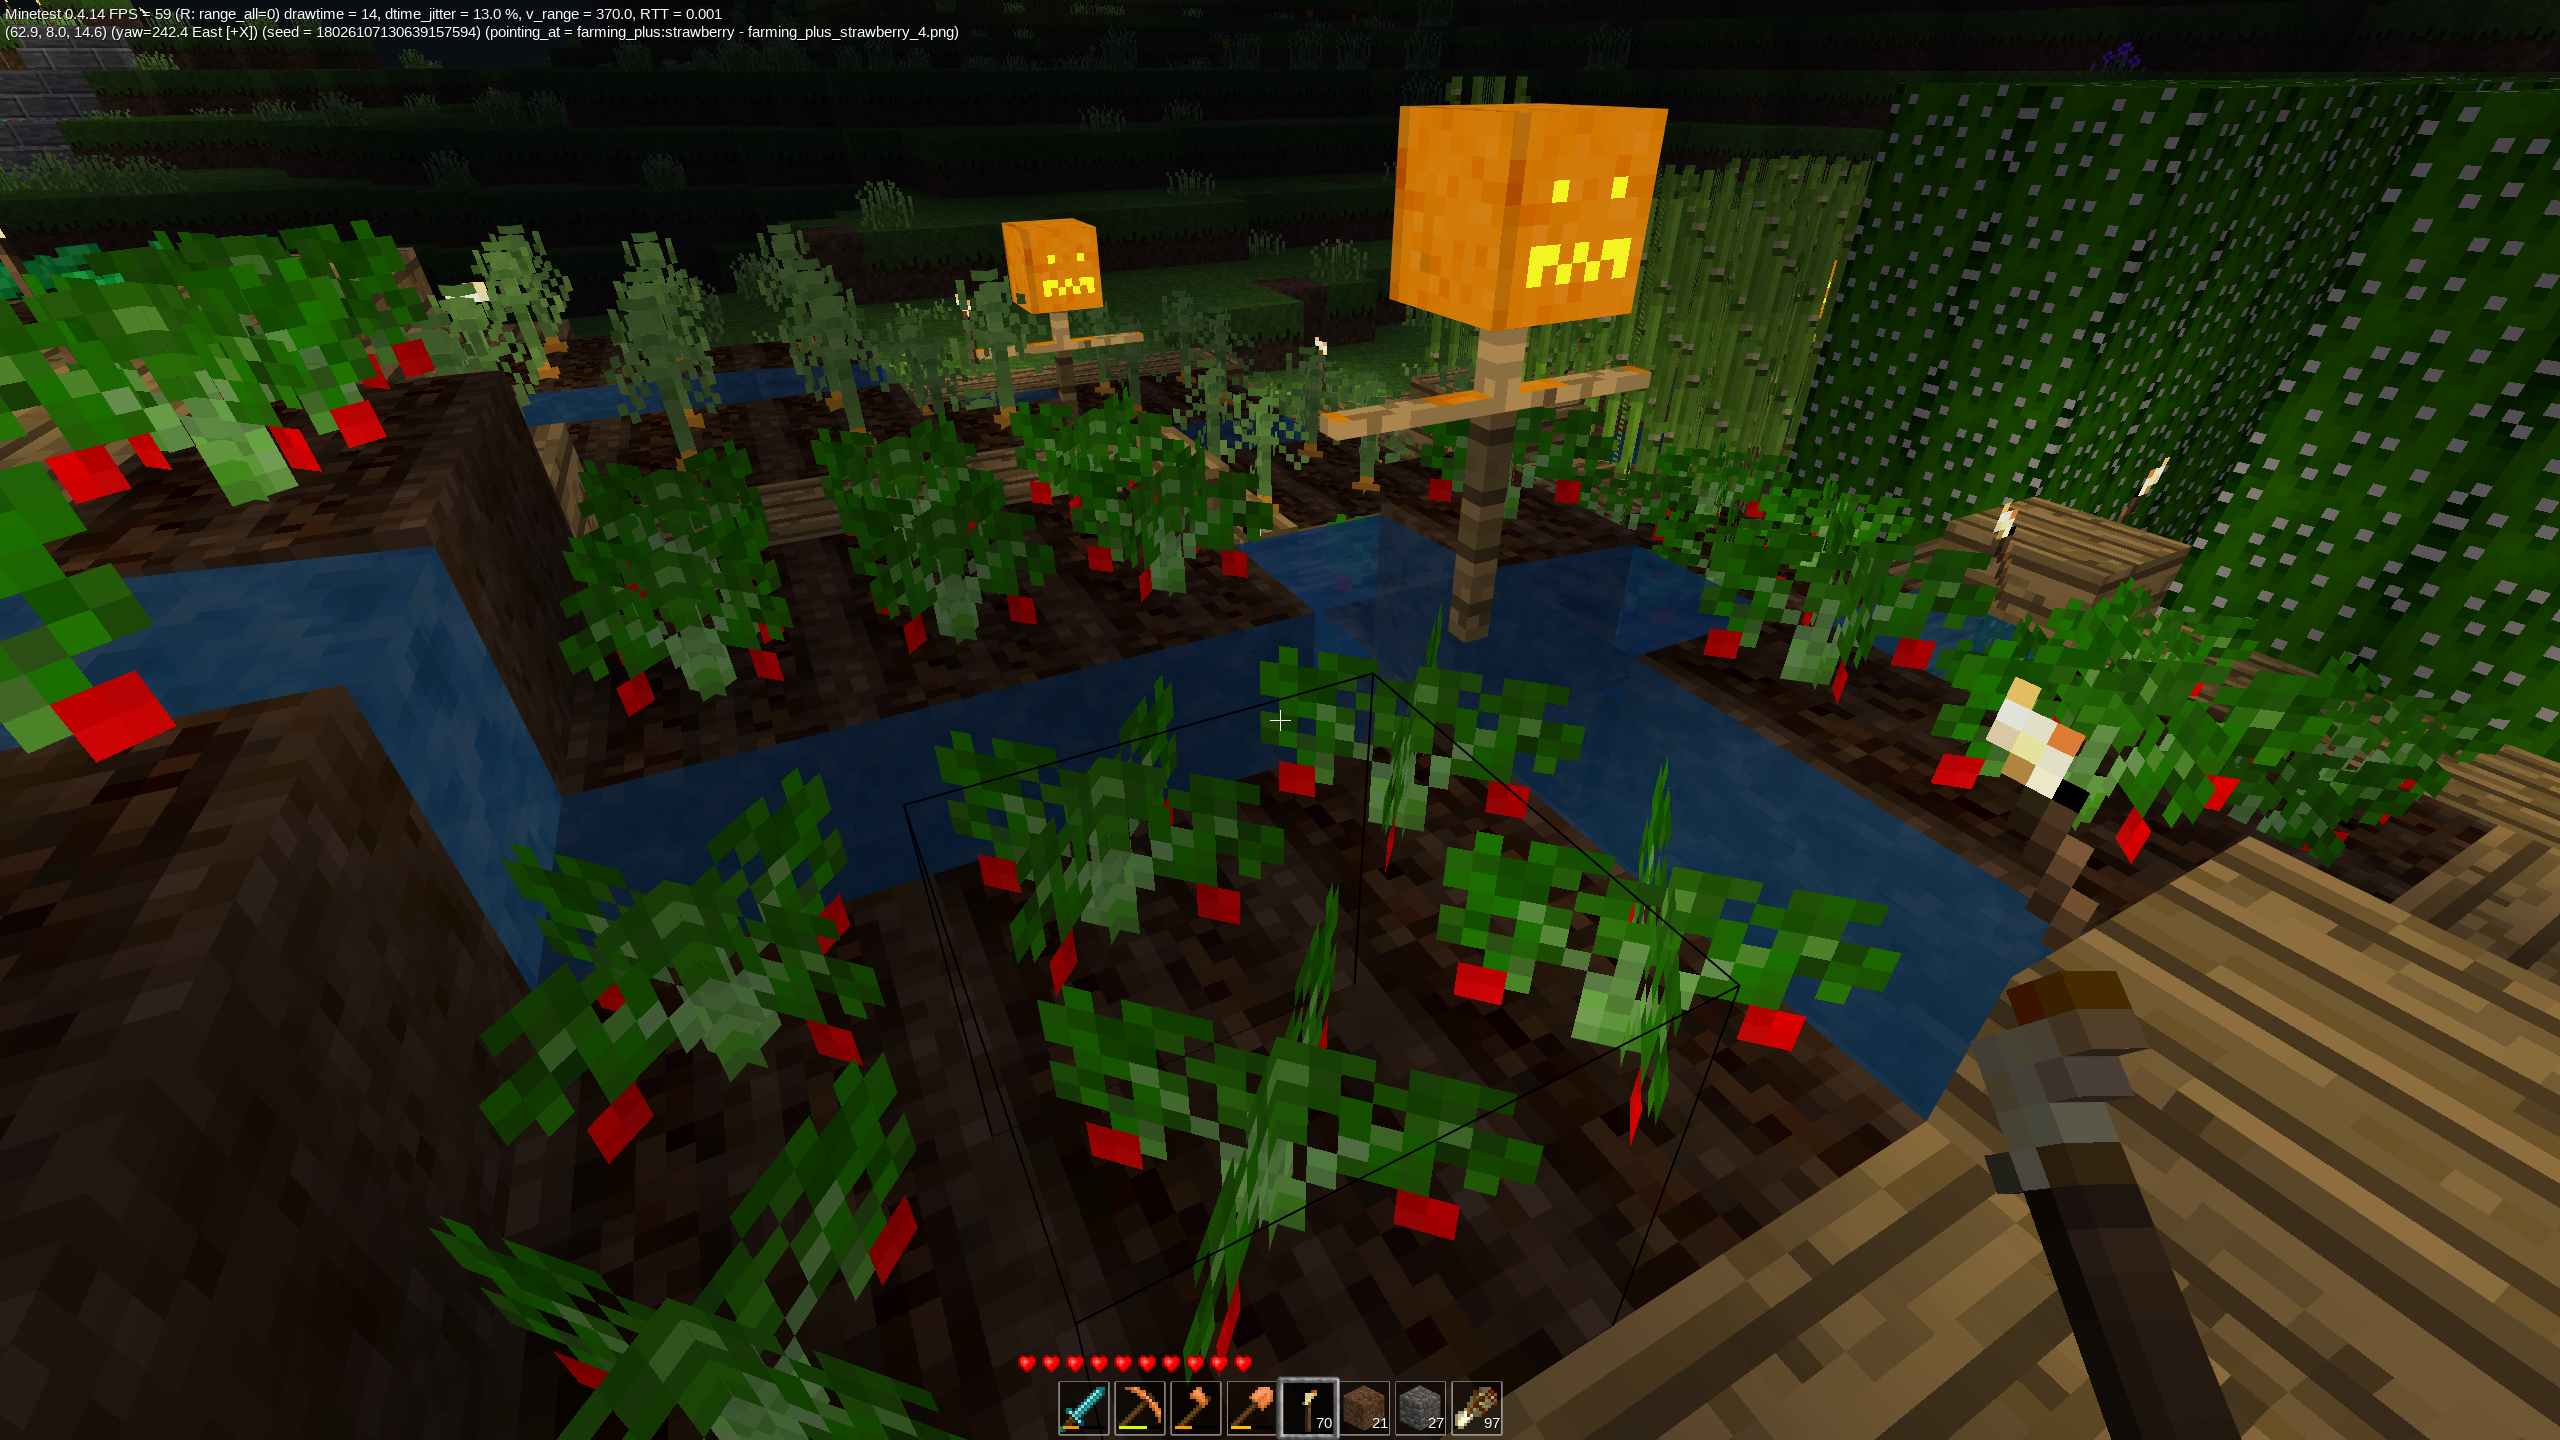 Minetest 0.4.14 FPS = 59 (R: range_all=0) drawtime = 14, dtime_jitter = 13.0 %, v_range = 370.0, RTT = 0.001
(62.9, 8.0, 14.6) (yaw=242.4 East [+X]) (seed = 18026107130639157594) (pointing_at = farming_plus:strawberry - farming_plus_strawberry_4.png)
70 21 27 97